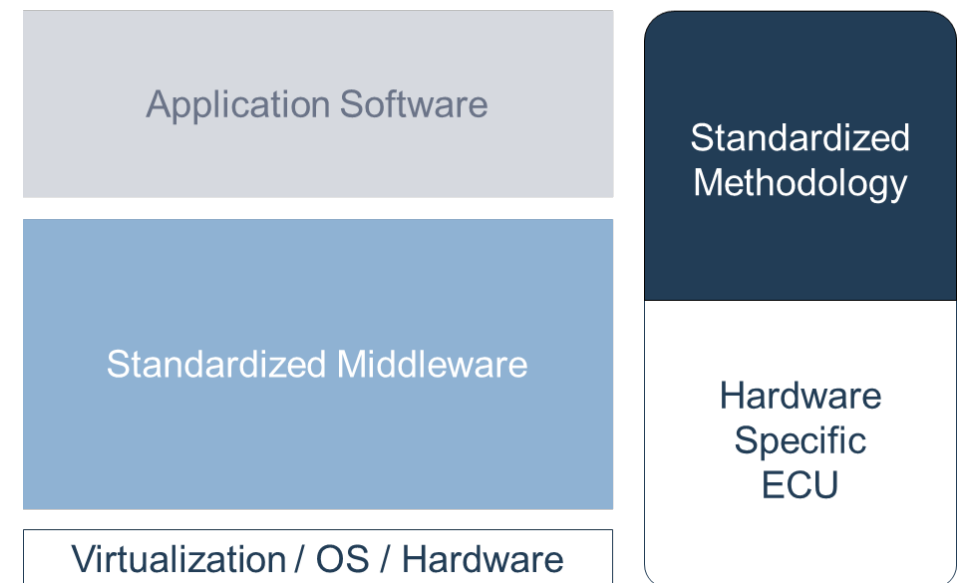 Application Software
Standardized Middleware
Virtualization / OS / Hardware
Standardized
Methodology
Hardware
Specific
ECU